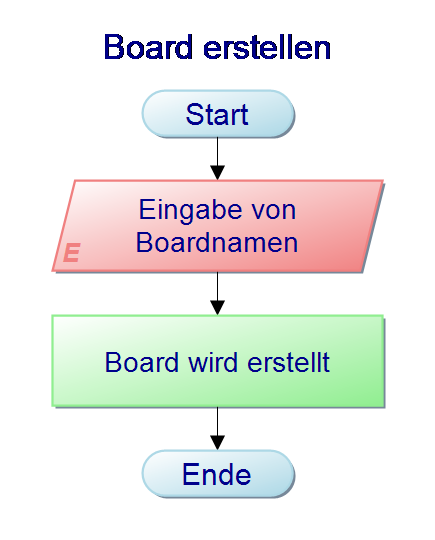 Board erstellen
Start
Eingabe von
Boardnamen
E
Board wird erstellt
Ende